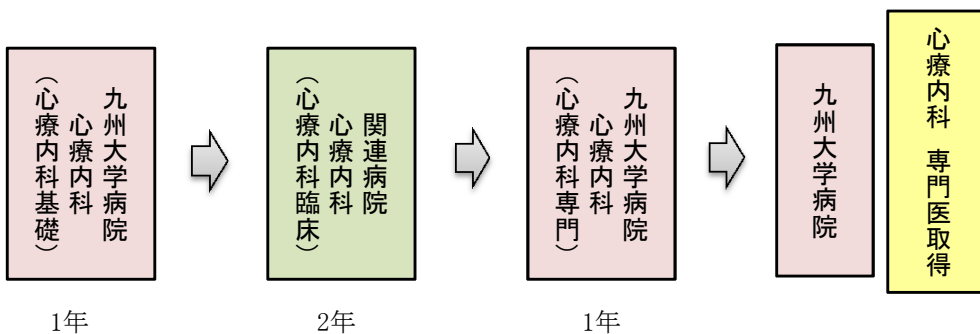 九州大学病院
心療内科
（心療内科基礎）
関連病院
心療内科
（心療内科臨床）
九州大学病院
心療内科
（心療内科専門）
九州大学病院
心療内科 専門医取得
1年
2年
1年